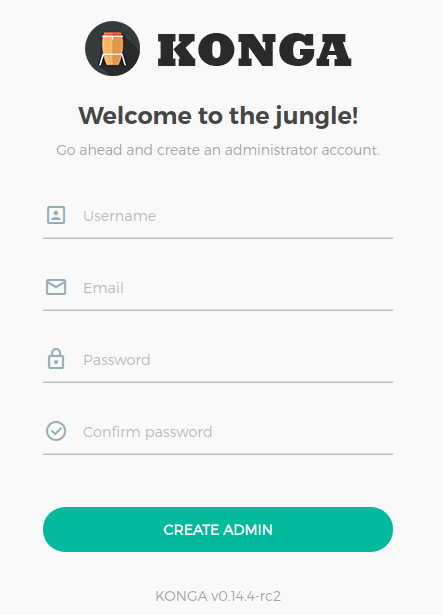 KONGA
Welcome to the jungle!
Go ahead and create an administrator account.
Username
Email
Password
Confirm password
CREATE ADMIN
KONGA v0.14.4-rc2